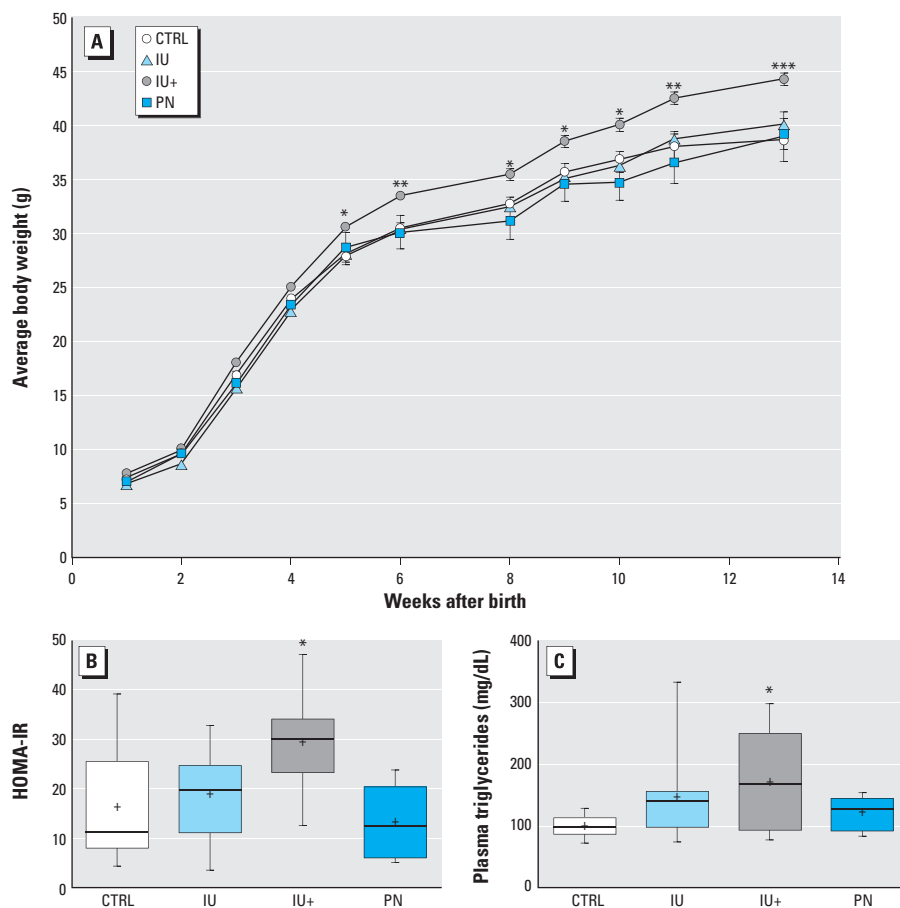 A
CTRL
IU
IU+
PN
Average body weight (g)
50
45
40
35
30
25
20
15
10
5
0
* ** * * * ** ***
0 2 4 6 8 10 12 14
Weeks after birth
B
HOMA-IR
50
40
30
20
10
0
*
CTRL IU IU+ PN
C
Plasma triglycerides (mg/dL)
400
300
200
100
0
*
CTRL IU IU+ PN